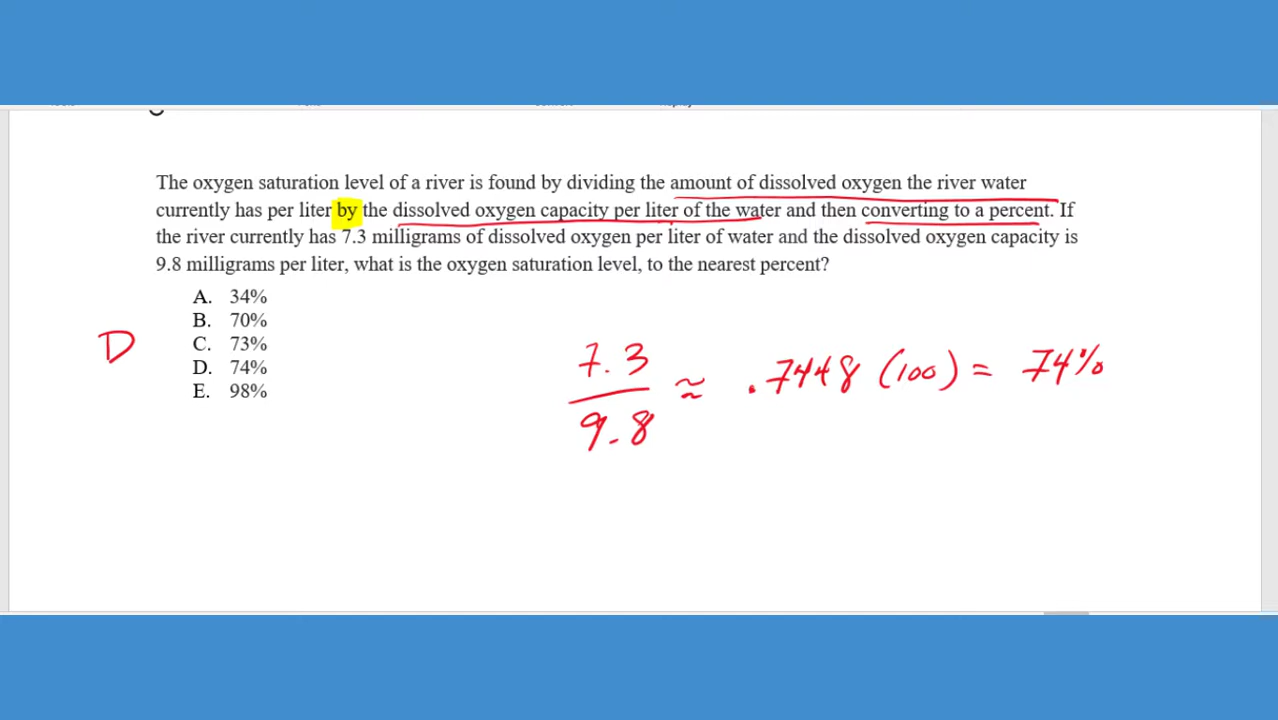 The oxygen saturation level of a river is found by dividing the amount of dissolved oxygen the river water
currently has per liter by the dissolved oxygen capacity per liter of the water and then converting to a percent. If
the river currently has 7.3 milligrams of dissolved oxygen per liter of water and the dissolved oxygen capacity is
9.8 milligrams per liter, what is the oxygen saturation level, to the nearest percent?
A. 34%
B. 70%
C. 73%
D. 74%
E. 98%
D
7.3
9.8
≈ .7448 (100) = 74%